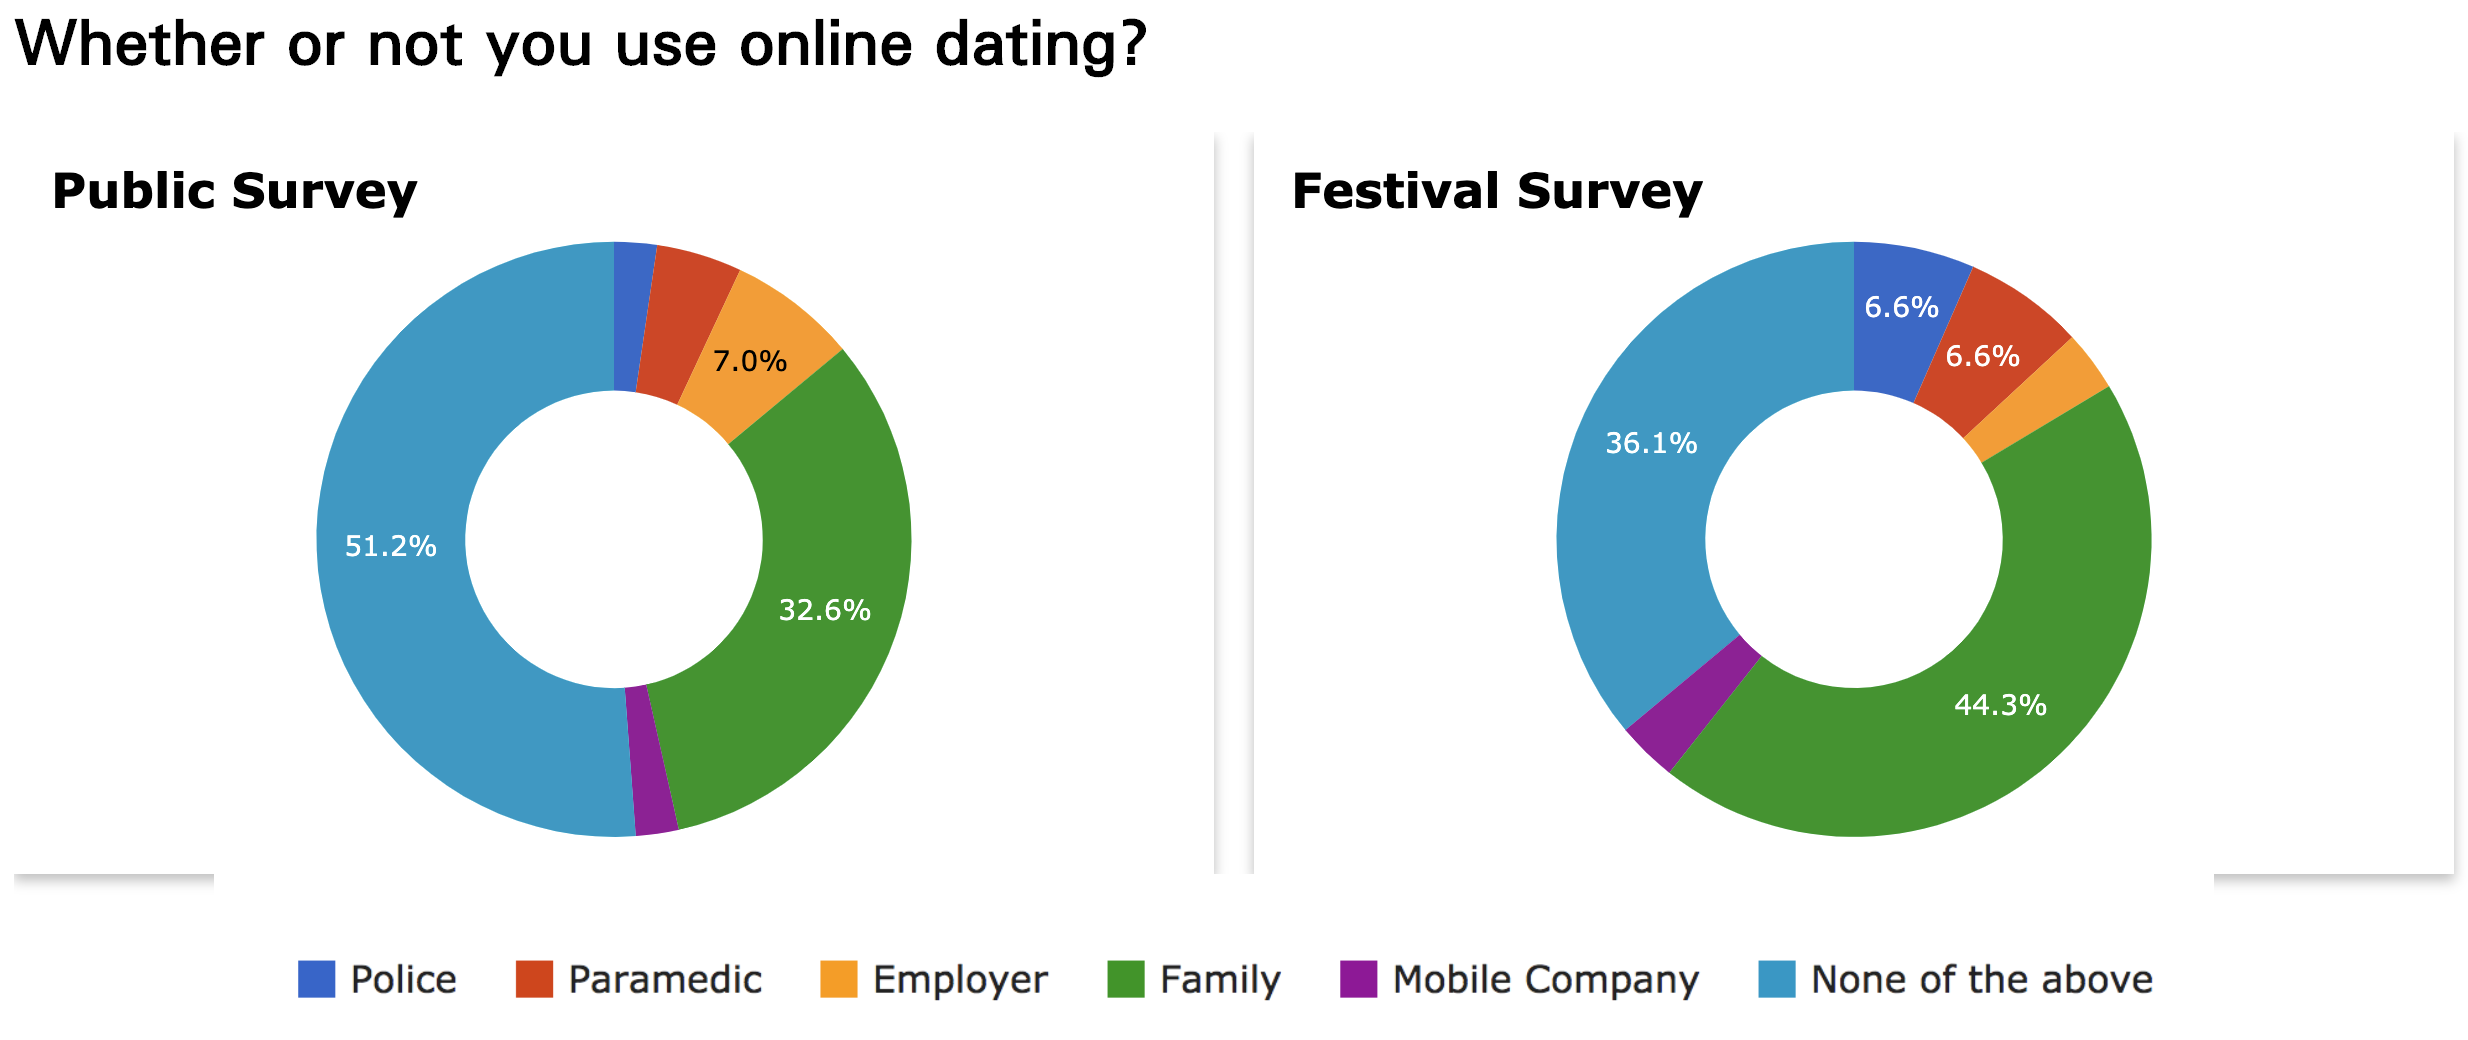 Whether or not you use online dating?
Public Survey
7.0%
51.2%
32.6%
Festival Survey
6.6%
6.6%
36.1%
44.3%
Police Paramedic Employer Family Mobile Company None of the above